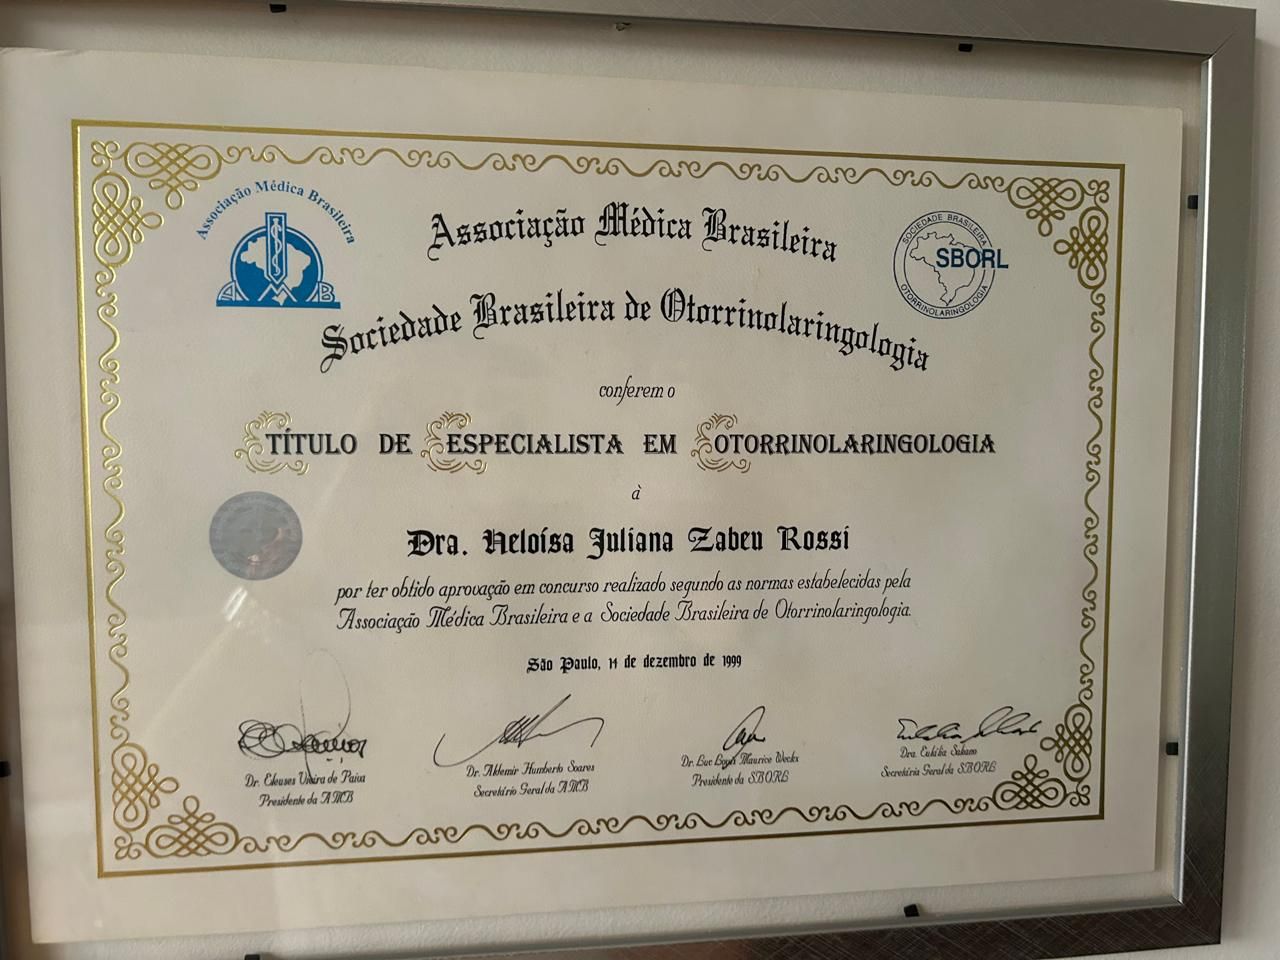 Associação Médica Brasileira
Associação Médica Brasileira
SOCIEDADE BRASILEIRA
SBORL
OTORRINOLARINGOLOGIA
AMB
Sociedade Brasileira de Otorrinolaringologia
conferem o
TÍTULO DE ESPECIALISTA EM OTORRINOLARINGOLOGIA
à
Dra. Heloísa Juliana Zabeu Rossi
por ter obtido aprovação em concurso realizado segundo as normas estabelecidas pela
Associação Médica Brasileira e a Sociedade Brasileira de Otorrinolaringologia.
São Paulo, 14 de dezembro de 1999
Dr. Eleuses Vieira de Paiva
Presidente da AMB
Dr. Aldemir Humberto Soares
Secretário Geral da AMB
Dr. Luc Maurice Weckx
Presidente da SBORL
Dra. Eulália Sakano
Secretária Geral da SBORL